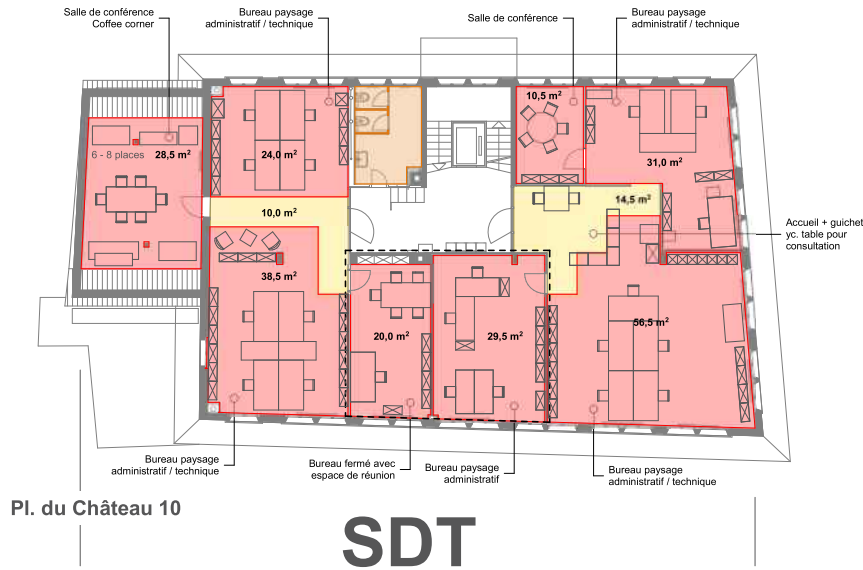 Salle de conférence
Coffee corner
Bureau paysage
administratif / technique
Salle de conférence
Bureau paysage
administratif / technique
10,5 m²
6 - 8 places
28,5 m²
24,0 m²
31,0 m²
10,0 m²
14,5 m²
Accueil + guichet
yc. table pour
consultation
38,5 m²
20,0 m²
29,5 m²
56,5 m²
Bureau paysage
administratif / technique
Bureau fermé avec
espace de réunion
Bureau paysage
administratif
Bureau paysage
administratif / technique
Pl. du Château 10
SDT